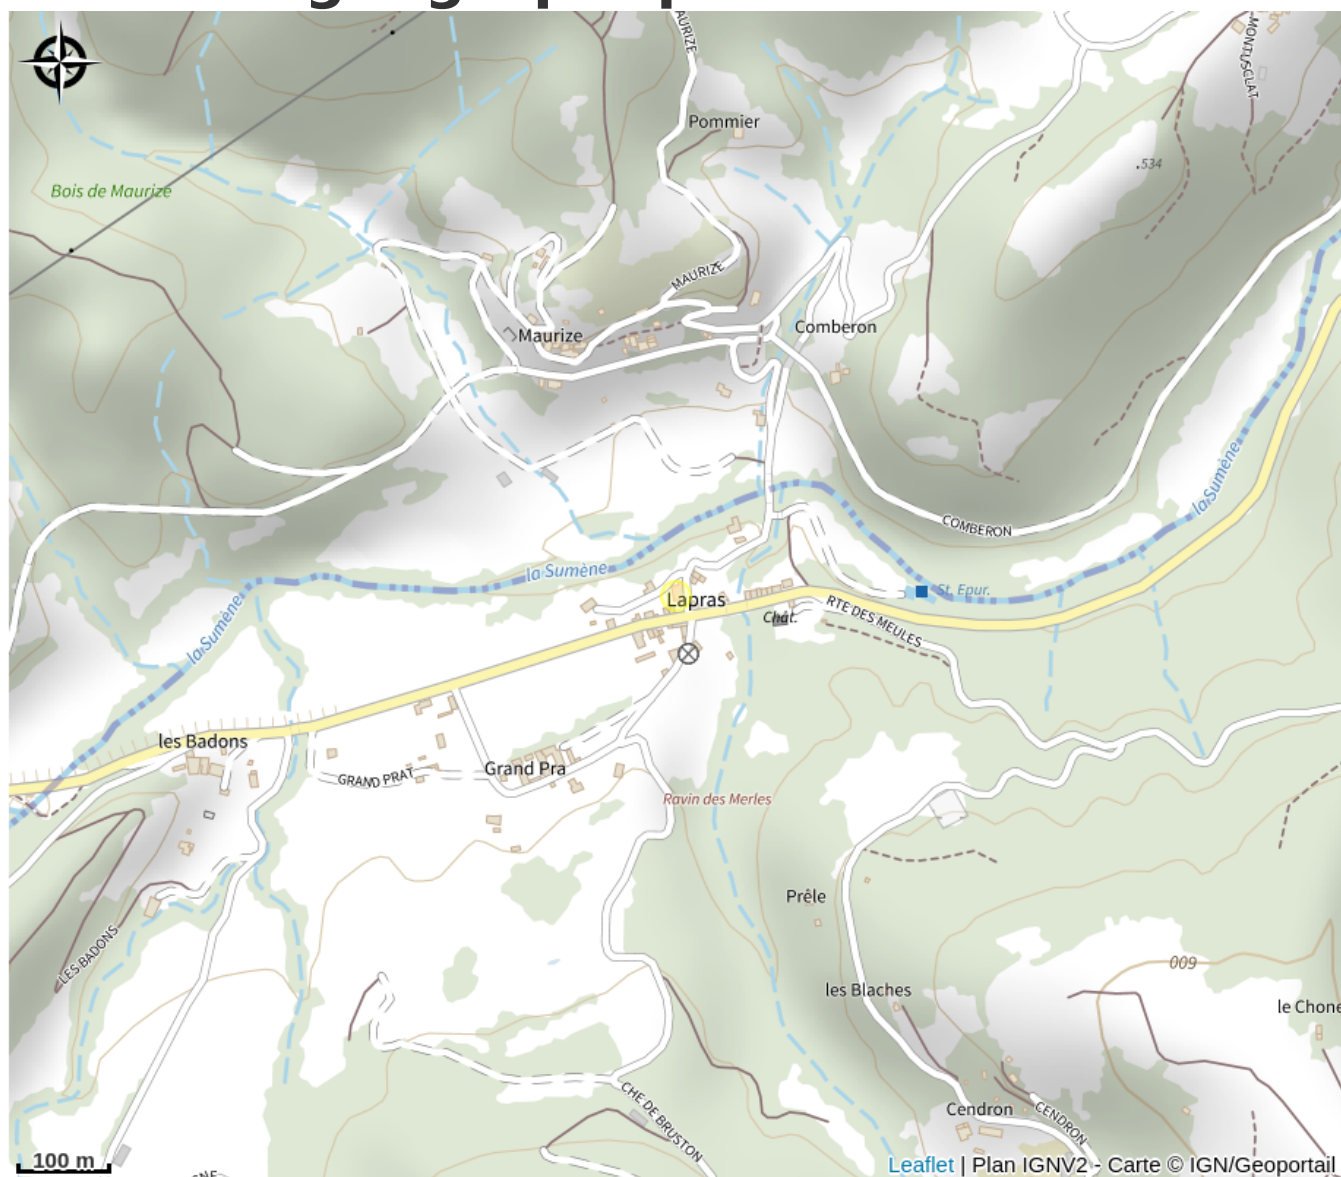 MAURIZE
MONTUSCLAT
Pommier
.534
Bois de Maurize
MAURIZE
Maurize
Comberon
la Sumène
COMBERON
la Sumène
la Sumène
St. Epur.
Lapras
Chât.
RTE DES MEULES
les Badons
Grand Pra
GRAND PRAT
Ravin des Merles
Prêle
LES BADONS
009
les Blaches
le Chone
CHE DE BRUSTON
Cendron
CENDRON
100 m
Leaflet | Plan IGNV2 - Carte © IGN/Geoportail